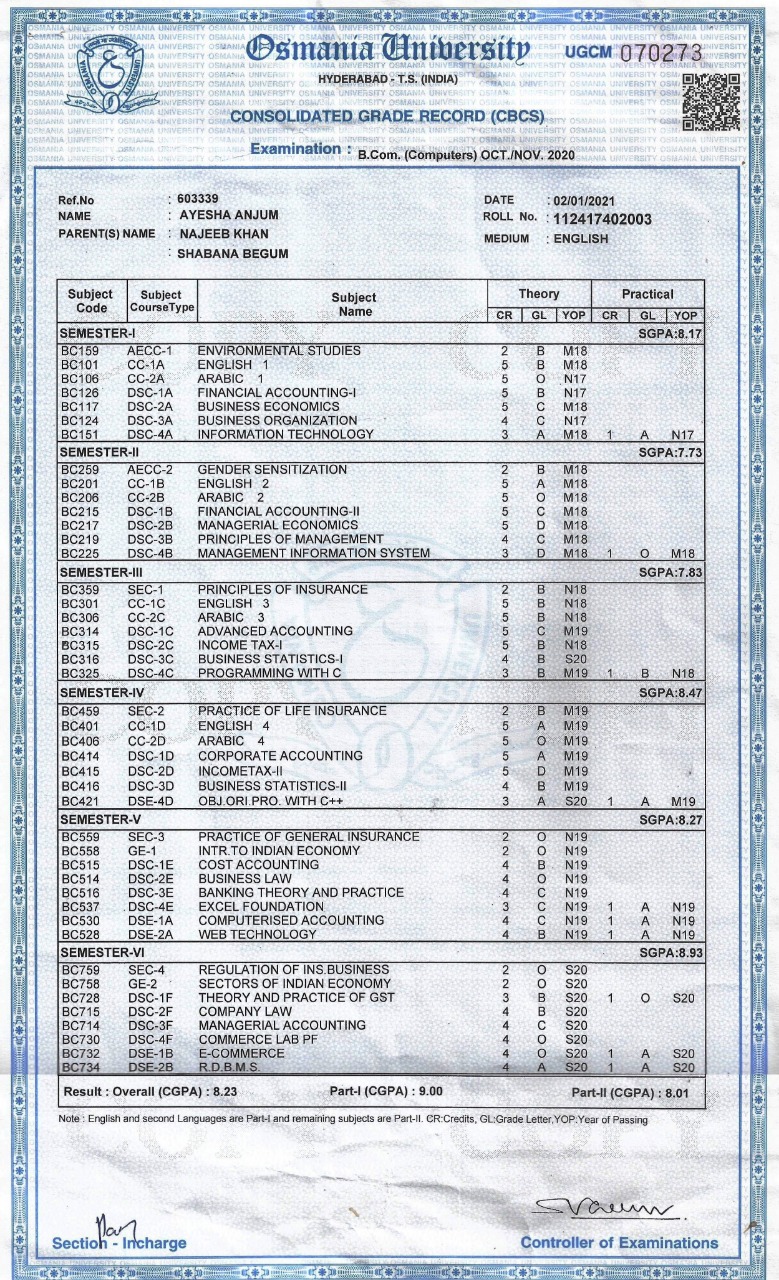 Osmania University
UGCM 070273
HYDERABAD - T.S. (INDIA)
CONSOLIDATED GRADE RECORD (CBCS)
Examination : B.Com. (Computers) OCT./NOV. 2020
Ref.No : 603339 DATE : 02/01/2021
NAME : AYESHA ANJUM ROLL No. : 112417402003
PARENT(S) NAME : NAJEEB KHAN MEDIUM : ENGLISH
: SHABANA BEGUM
Subject Code Subject CourseType Subject Name Theory Practical
CR GL YOP CR GL YOP
SEMESTER-I SGPA:8.17
BC159 AECC-1 ENVIRONMENTAL STUDIES 2 B M18
BC101 CC-1A ENGLISH 1 5 B M18
BC106 CC-2A ARABIC 1 5 O N17
BC126 DSC-1A FINANCIAL ACCOUNTING-I 5 B N17
BC117 DSC-2A BUSINESS ECONOMICS 5 C M18
BC124 DSC-3A BUSINESS ORGANIZATION 4 C N17
BC151 DSC-4A INFORMATION TECHNOLOGY 3 A M18 1 A N17
SEMESTER-II SGPA:7.73
BC259 AECC-2 GENDER SENSITIZATION 2 B M18
BC201 CC-1B ENGLISH 2 5 A M18
BC206 CC-2B ARABIC 2 5 O M18
BC215 DSC-1B FINANCIAL ACCOUNTING-II 5 C M18
BC217 DSC-2B MANAGERIAL ECONOMICS 5 D M18
BC219 DSC-3B PRINCIPLES OF MANAGEMENT 4 C M18
BC225 DSC-4B MANAGEMENT INFORMATION SYSTEM 3 D M18 1 O M18
SEMESTER-III SGPA:7.83
BC359 SEC-1 PRINCIPLES OF INSURANCE 2 B N18
BC301 CC-1C ENGLISH 3 5 B N18
BC306 CC-2C ARABIC 3 5 B N18
BC314 DSC-1C ADVANCED ACCOUNTING 5 C M19
BC315 DSC-2C INCOME TAX-I 5 B N18
BC316 DSC-3C BUSINESS STATISTICS-I 4 B S20
BC325 DSC-4C PROGRAMMING WITH C 3 B M19 1 B N18
SEMESTER-IV SGPA:8.47
BC459 SEC-2 PRACTICE OF LIFE INSURANCE 2 B M19
BC401 CC-1D ENGLISH 4 5 A M19
BC406 CC-2D ARABIC 4 5 O M19
BC414 DSC-1D CORPORATE ACCOUNTING 5 A M19
BC415 DSC-2D INCOMETAX-II 5 D M19
BC416 DSC-3D BUSINESS STATISTICS-II 4 B M19
BC421 DSE-4D OBJ.ORI.PRO. WITH C++ 3 A S20 1 A M19
SEMESTER-V SGPA:8.27
BC559 SEC-3 PRACTICE OF GENERAL INSURANCE 2 O N19
BC558 GE-1 INTR.TO INDIAN ECONOMY 2 O N19
BC515 DSC-1E COST ACCOUNTING 4 B N19
BC514 DSC-2E BUSINESS LAW 4 O N19
BC516 DSC-3E BANKING THEORY AND PRACTICE 4 C N19
BC537 DSC-4E EXCEL FOUNDATION 3 C N19 1 A N19
BC530 DSE-1A COMPUTERISED ACCOUNTING 4 C N19 1 A N19
BC528 DSE-2A WEB TECHNOLOGY 4 B N19 1 A N19
SEMESTER-VI SGPA:8.93
BC759 SEC-4 REGULATION OF INS.BUSINESS 2 O S20
BC758 GE-2 SECTORS OF INDIAN ECONOMY 2 O S20
BC728 DSC-1F THEORY AND PRACTICE OF GST 3 B S20 1 O S20
BC715 DSC-2F COMPANY LAW 4 B S20
BC714 DSC-3F MANAGERIAL ACCOUNTING 4 C S20
BC730 DSC-4F COMMERCE LAB PF 4 O S20
BC732 DSE-1B E-COMMERCE 4 O S20 1 A S20
BC734 DSE-2B R.D.B.M.S. 4 A S20 1 A S20
Result : Overall (CGPA) : 8.23 Part-I (CGPA) : 9.00 Part-II (CGPA) : 8.01
Note : English and second Languages are Part-I and remaining subjects are Part-II. CR:Credits, GL:Grade Letter,YOP:Year of Passing
Section - Incharge Controller of Examinations